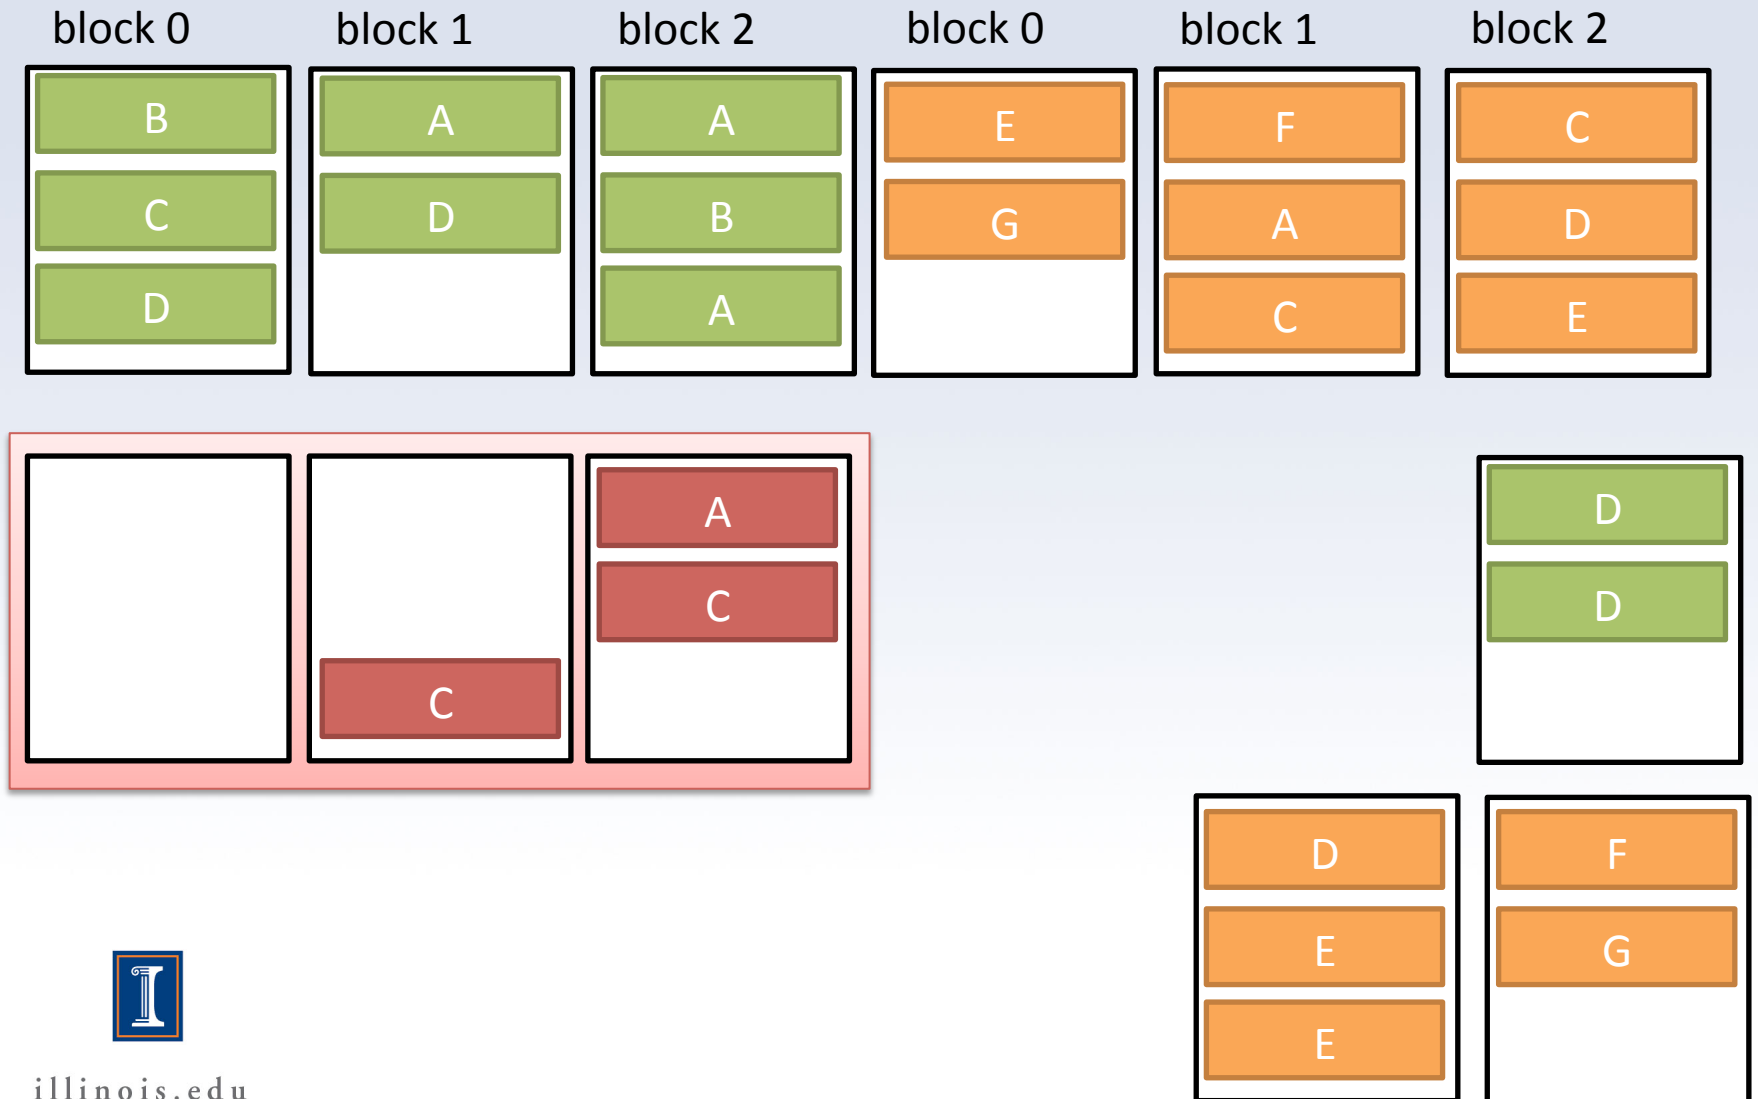 block 0 block 1 block 2 block 0 block 1 block 2
B A A E F C
C D B G A D
D A C E
A D
C D
C
D F
E G
E
illinois.edu